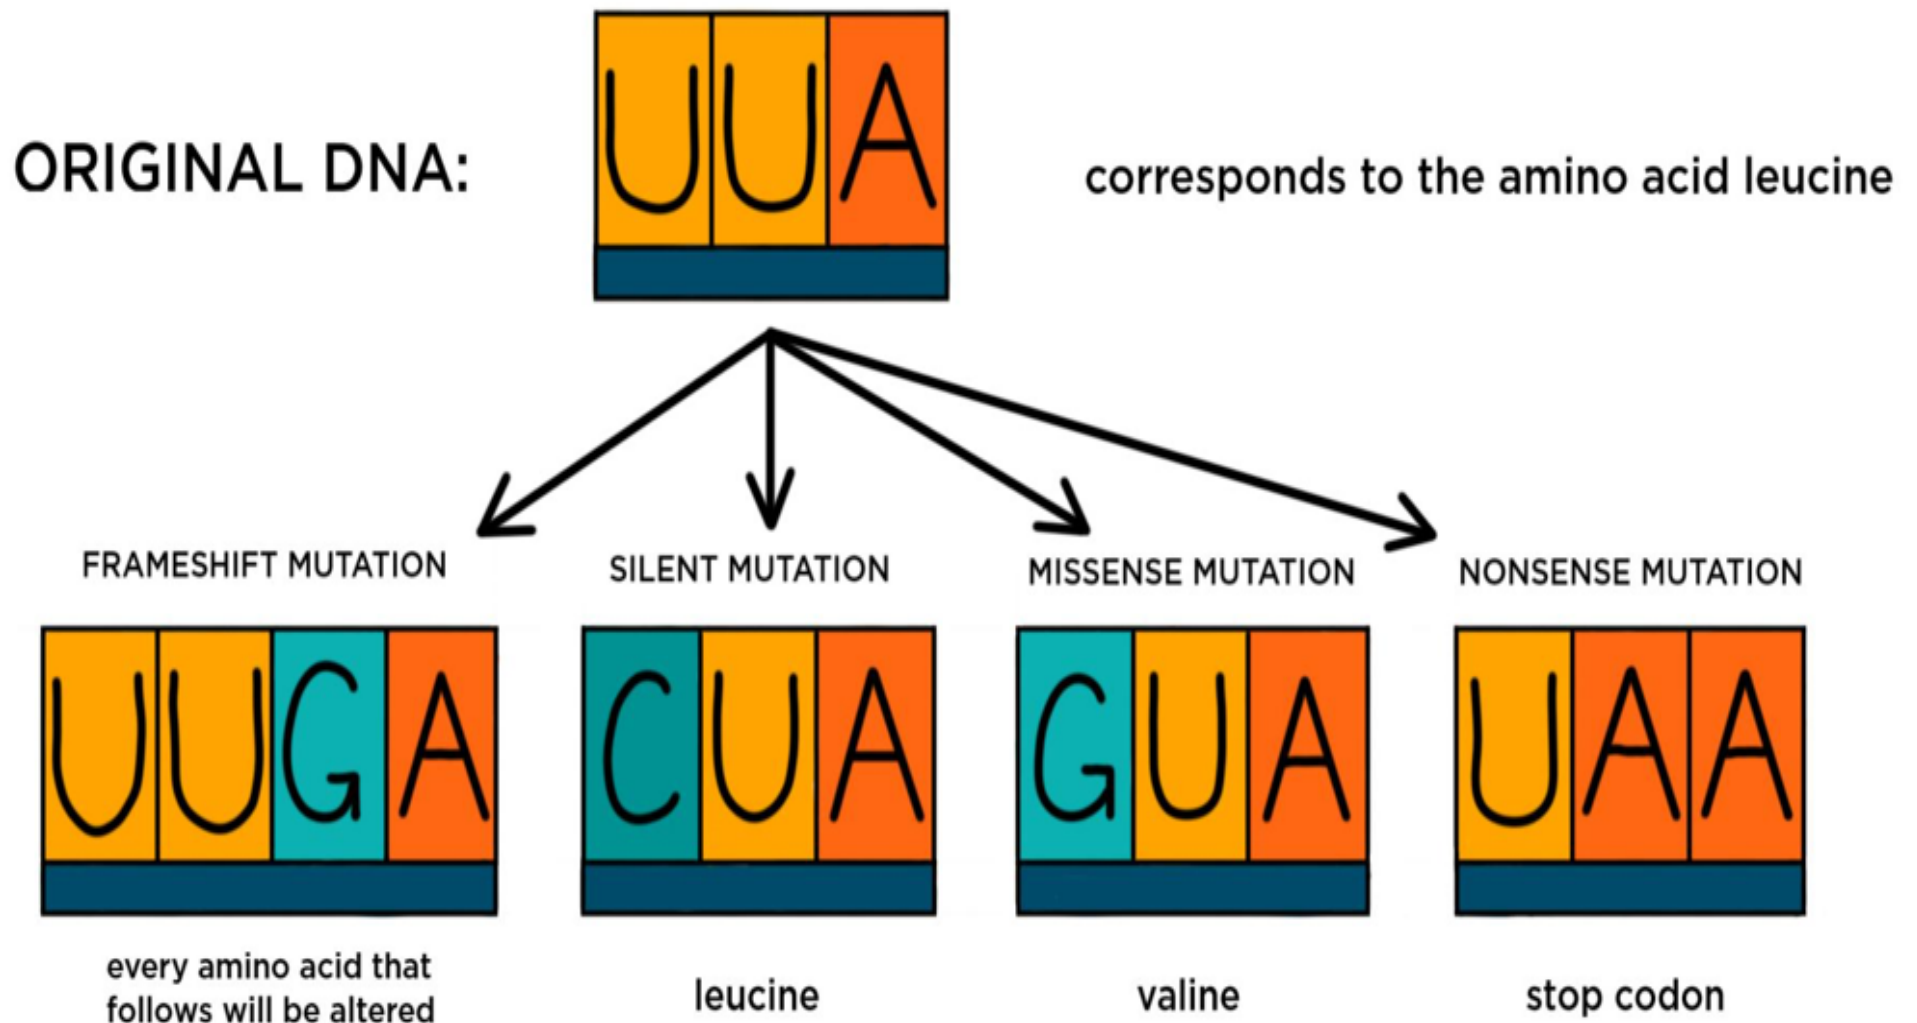 UUA
ORIGINAL DNA:
corresponds to the amino acid leucine
FRAMESHIFT MUTATION
UUGA
every amino acid that
follows will be altered
SILENT MUTATION
CUA
leucine
MISSENSE MUTATION
GUA
valine
NONSENSE MUTATION
UAA
stop codon